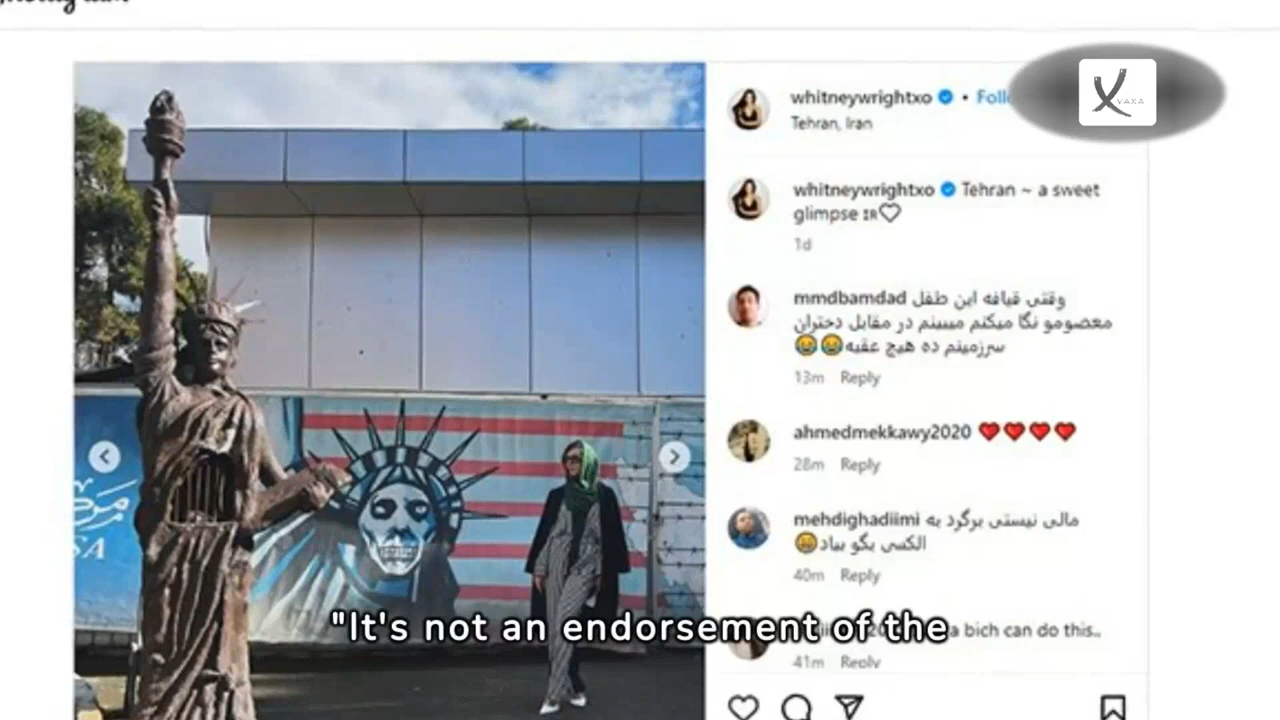 whitneywrightxo • Follo
Tehran, Iran
VAXA
whitneywrightxo Tehran ~ a sweet
glimpse IR♡
1d
mmdbamdad وقتی قیافه این طفل
معصومو نگا میکنم میبینم در مقابل دختران
سرزمینم ده هیچ عقبه😂😂
13m Reply
ahmedmekkawy2020 ❤❤❤❤
28m Reply
mehdighadiimi مالی نیستی برگرد به
الکسی بگو بیاد😂
40m Reply
a bich can do this..
41m Reply
"It's not an endorsement of the